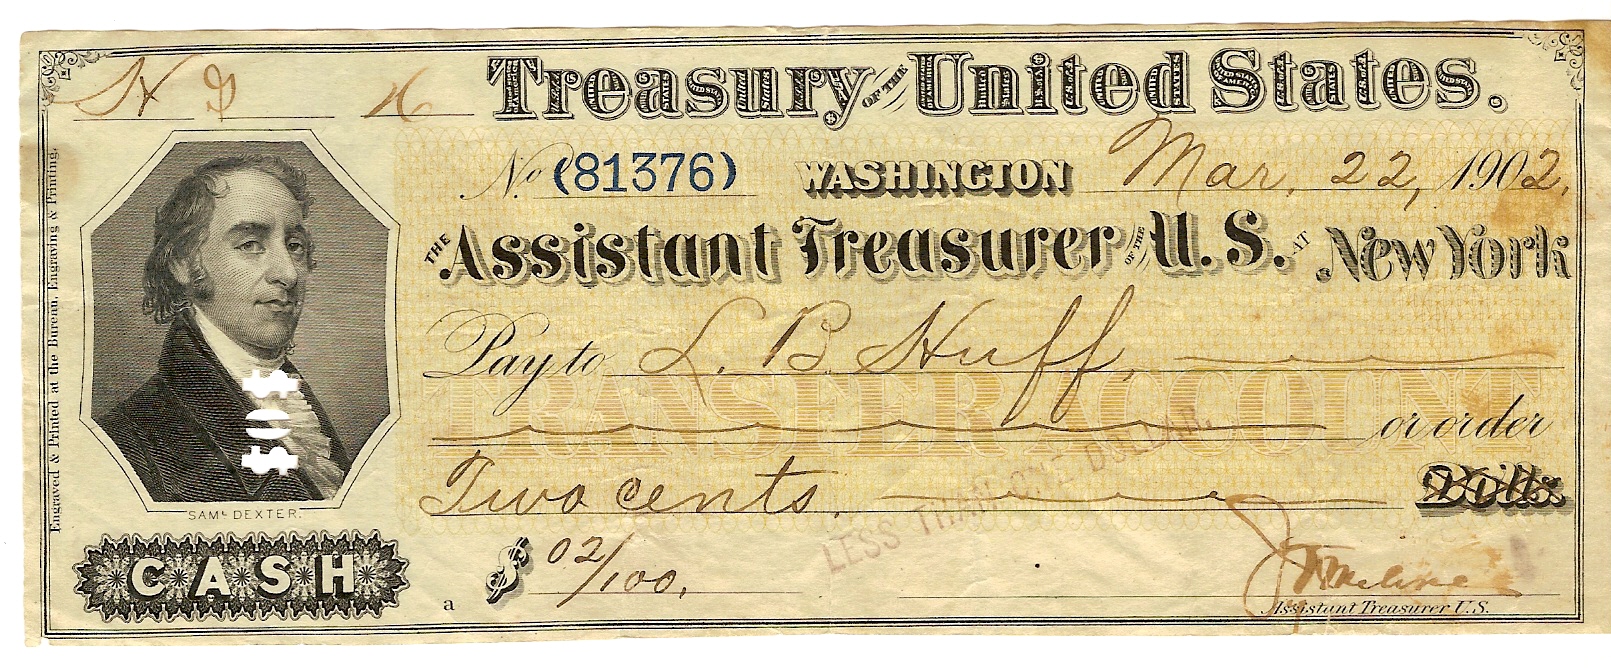 Treasury OF THE United States.
No. (81376) WASHINGTON Mar. 22, 1902.
THE Assistant Treasurer OF THE U.S. AT New York
Pay to L. B. Huff,
TRANSFER ACCOUNT
or order
Two cents. Dolls.
LESS THAN ONE DOLLAR.
$ 02/100.
Assistant Treasurer U.S.
SAML DEXTER.
CASH
a
Engraved & Printed at the Bureau, Engraving & Printing.